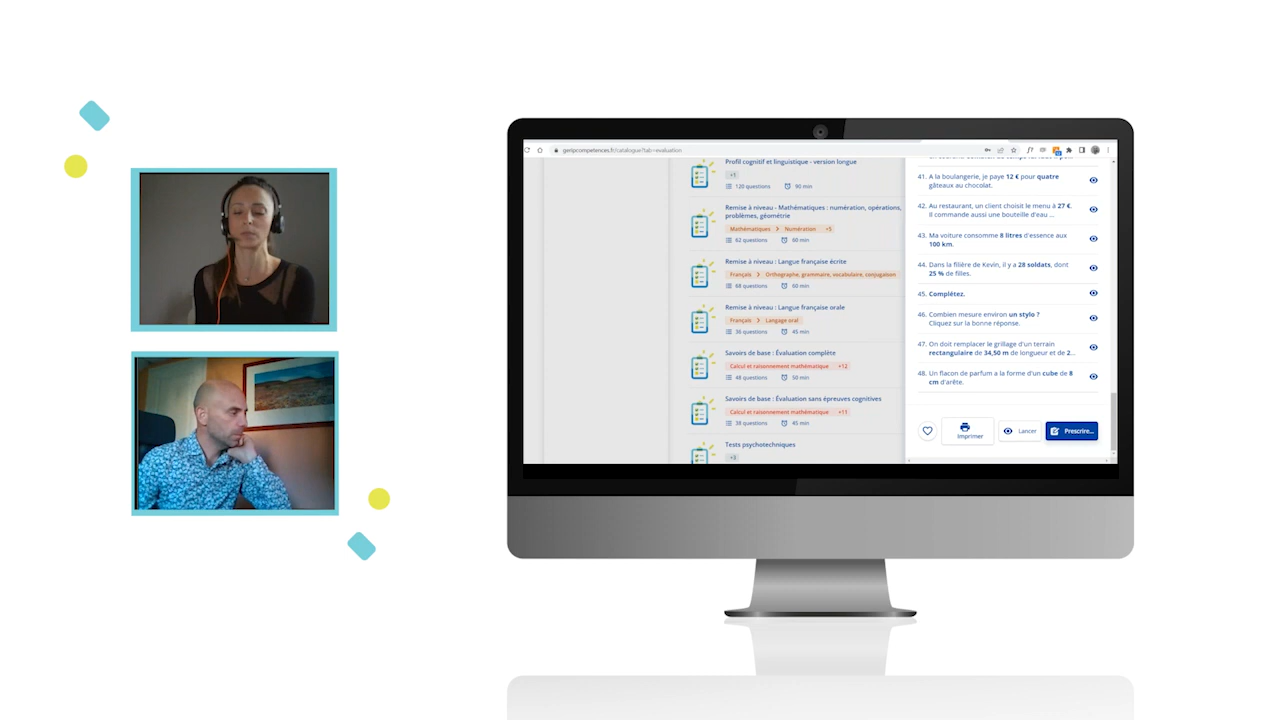 geripcompetences.fr/catalogue?tab=evaluation
Profil cognitif et linguistique - version longue
+5
120 questions
90 min
Remise à niveau - Mathématiques : numération, opérations,
problèmes, géométrie
Mathématiques > Numération +5
62 questions
60 min
Remise à niveau : Langue française écrite
Français > Orthographe, grammaire, vocabulaire, conjugaison
68 questions
60 min
Remise à niveau : Langue française orale
Français > Langage oral
36 questions
45 min
Savoirs de base : Évaluation complète
Calcul et raisonnement mathématique +12
48 questions
50 min
Savoirs de base : Évaluation sans épreuves cognitives
Calcul et raisonnement mathématique +11
38 questions
45 min
Tests psychotechniques
+3
41. A la boulangerie, je paye 12 € pour quatre
gâteaux au chocolat.
42. Au restaurant, un client choisit le menu à 27 €.
Il commande aussi une bouteille d'eau ...
43. Ma voiture consomme 8 litres d'essence aux
100 km.
44. Dans la filière de Kevin, il y a 28 soldats, dont
25 % de filles.
45. Complétez.
46. Combien mesure environ un stylo ?
Cliquez sur la bonne réponse.
47. On doit remplacer le grillage d'un terrain
rectangulaire de 34,50 m de longueur et de 2...
48. Un flacon de parfum a la forme d'un cube de 8
cm d'arête.
Imprimer
Lancer
Prescrire...